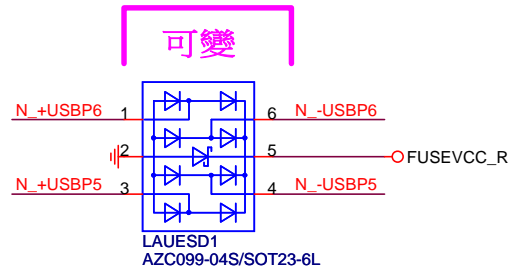 可變
N_+USBP6 1 6 N_-USBP6
2 5 FUSEVCC_R
N_+USBP5 3 4 N_-USBP5
LAUESD1
AZC099-04S/SOT23-6L